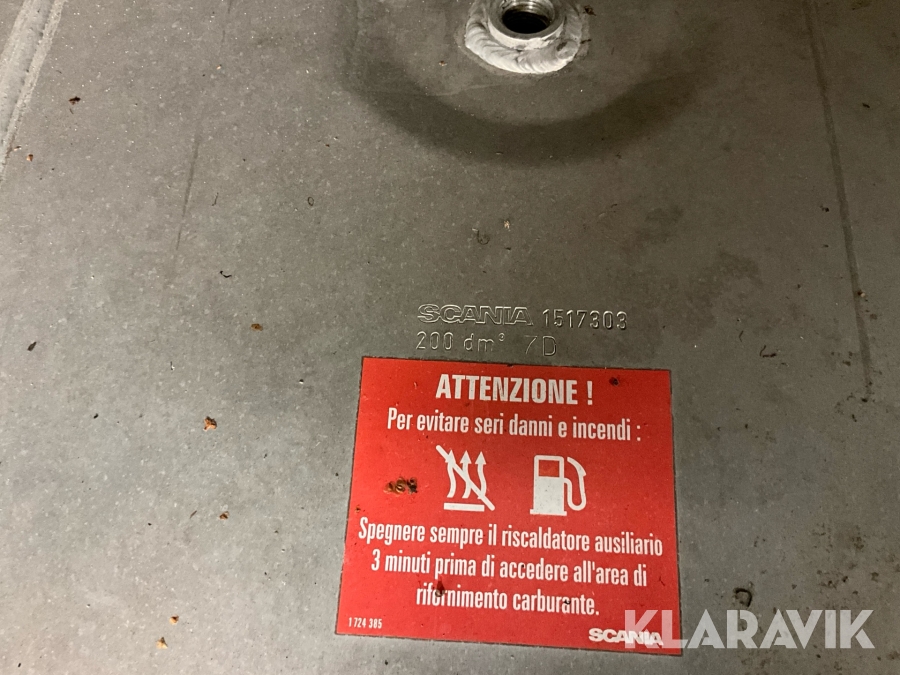 SCANIA 1517303
200 dm³ 7D
ATTENZIONE !
Per evitare seri danni e incendi :
Spegnere sempre il riscaldatore ausiliario
3 minuti prima di accedere all'area di
rifornimento carburante.
1 724 385
SCANIA
KLARAVIK